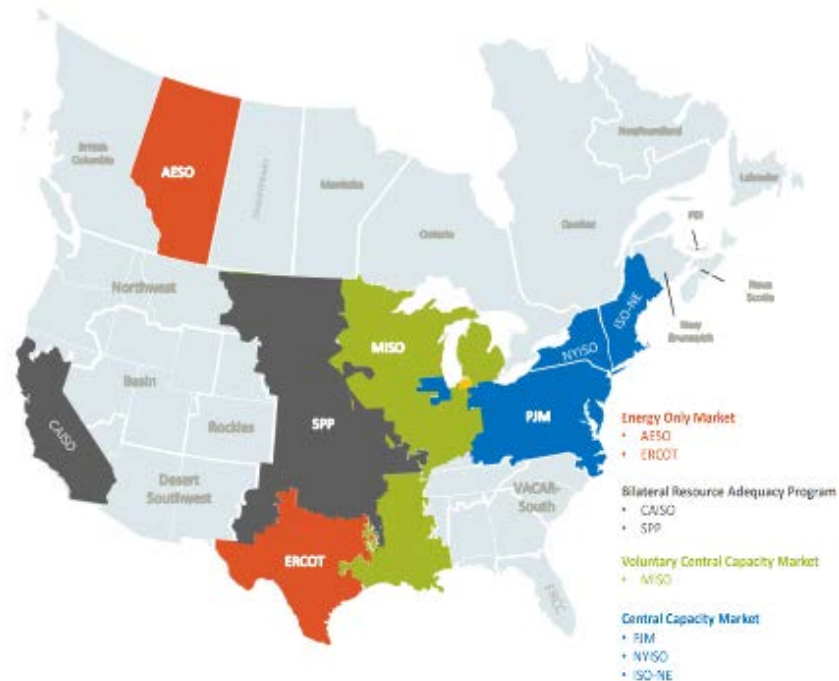 Newfoundland
British
Columbia
AESO
Manitoba
Labrador
Ontario
Quebec
PEI
Nova
Scotia
New
Brunswick
Northwest
ISO-NE
NYISO
MISO
Basin
PJM
CAISO
SPP
Rockies
Desert
Southwest
VACAR-
South
ERCOT
FRCC
Energy Only Market
• AESO
• ERCOT
Bilateral Resource Adequacy Program
• CAISO
• SPP
Voluntary Central Capacity Market
• MISO
Central Capacity Market
• PJM
• NYISO
• ISO-NE